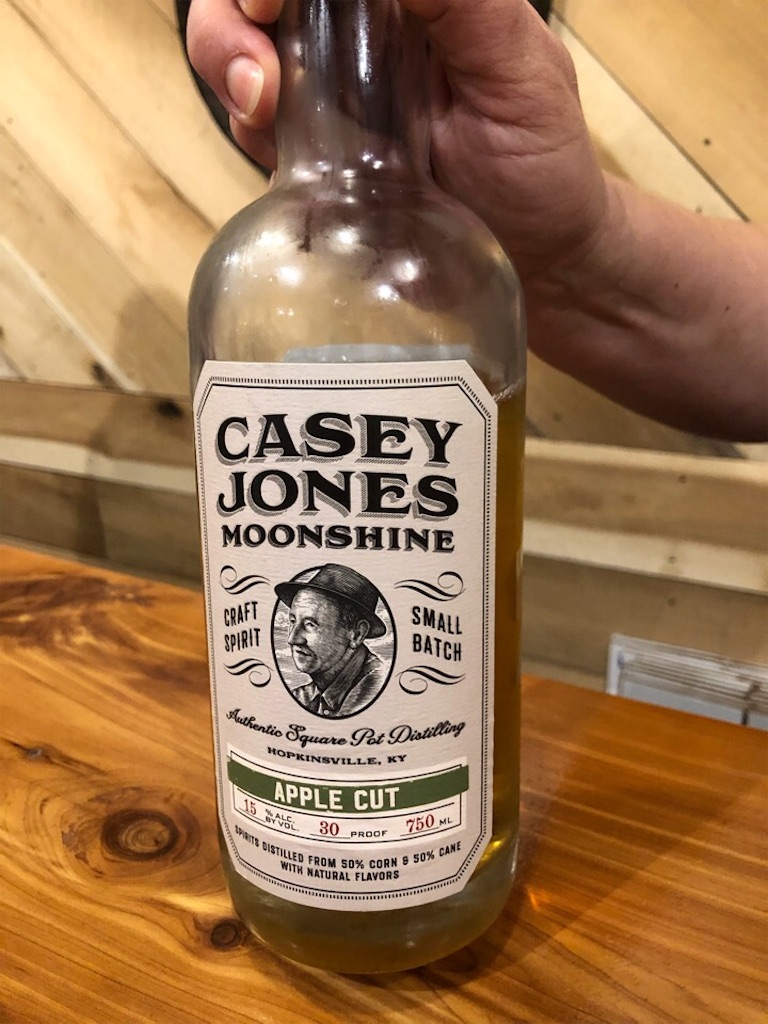 CASEY
JONES
MOONSHINE
CRAFT
SPIRIT
SMALL
BATCH
Authentic Square Pot Distilling
HOPKINSVILLE, KY
APPLE CUT
15 % ALC. BY VOL. 30 PROOF 750 ML
SPIRITS DISTILLED FROM 50% CORN & 50% CANE
WITH NATURAL FLAVORS